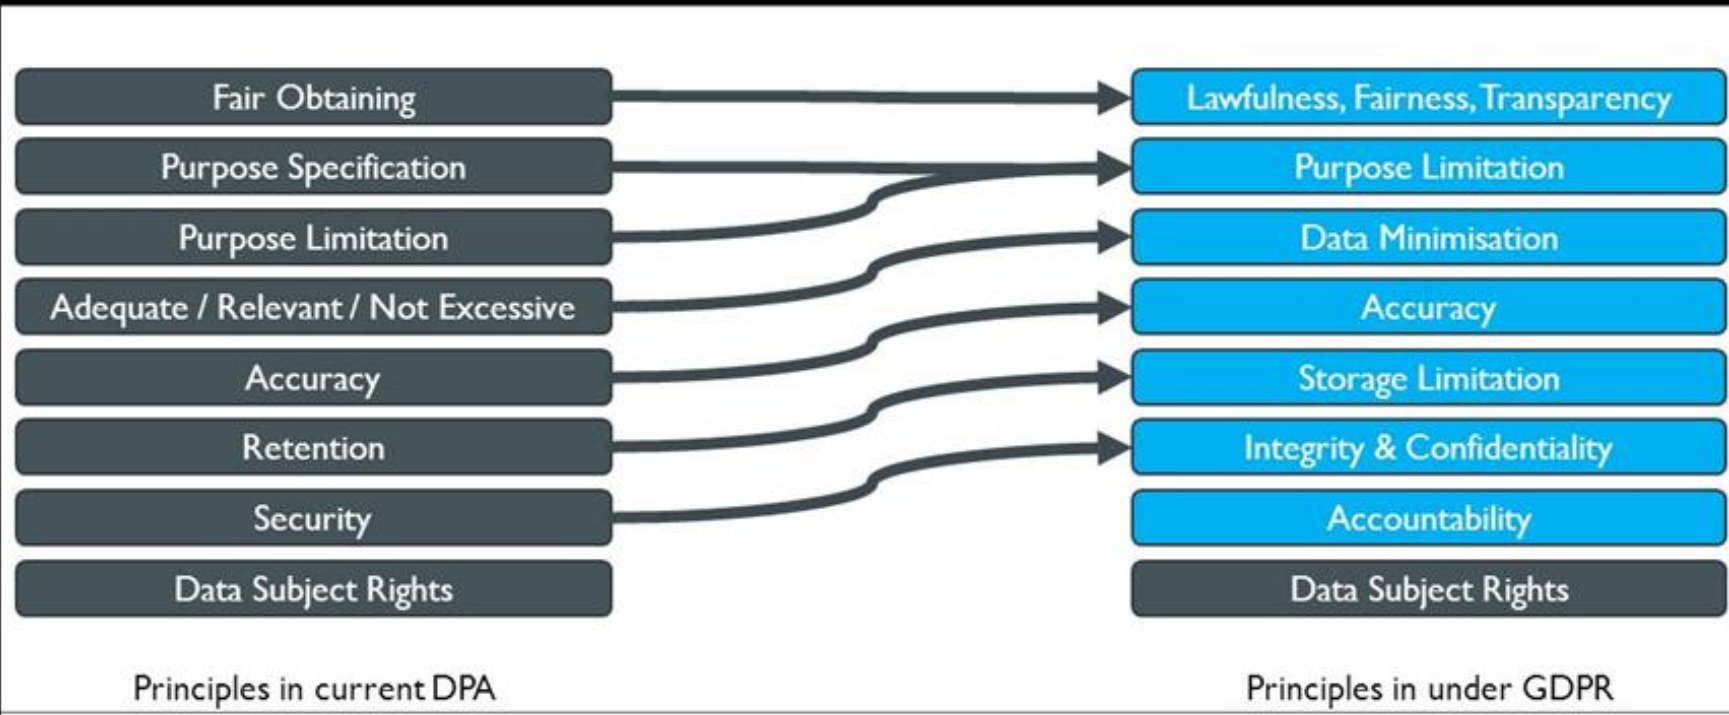 Fair Obtaining
Purpose Specification
Purpose Limitation
Adequate / Relevant / Not Excessive
Accuracy
Retention
Security
Data Subject Rights
Principles in current DPA
Lawfulness, Fairness, Transparency
Purpose Limitation
Data Minimisation
Accuracy
Storage Limitation
Integrity & Confidentiality
Accountability
Data Subject Rights
Principles in under GDPR